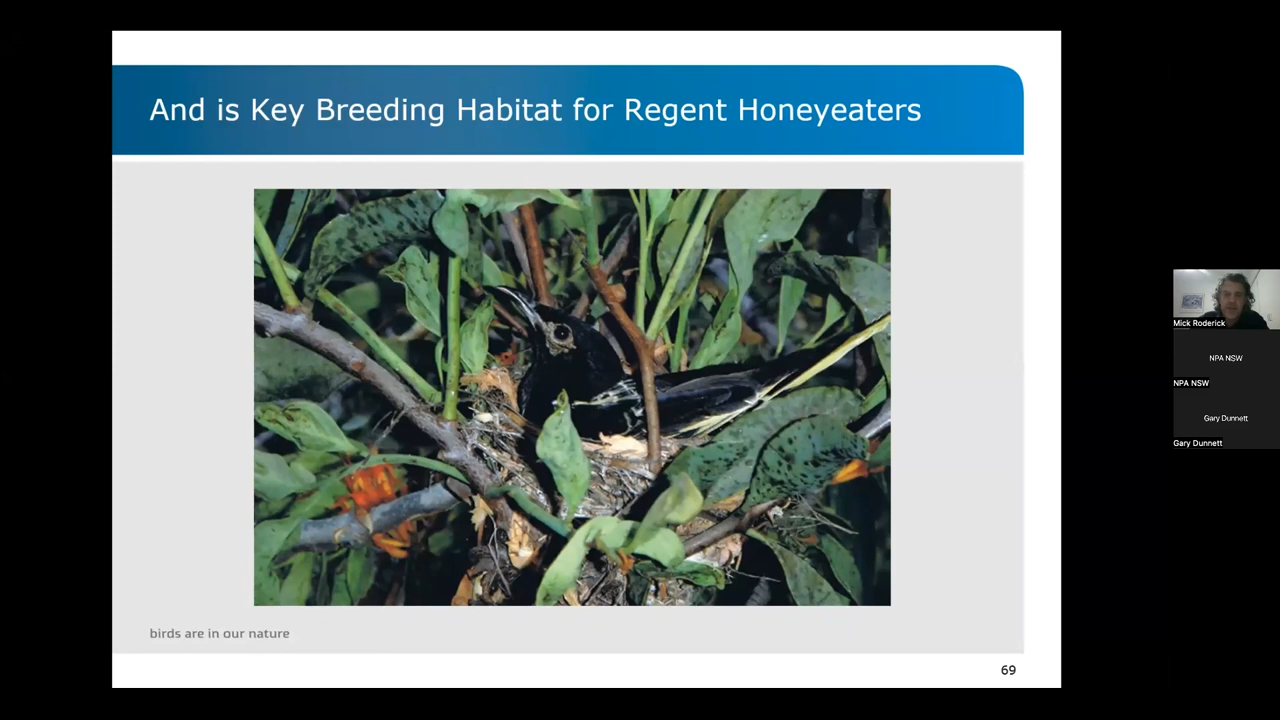 And is Key Breeding Habitat for Regent Honeyeaters
birds are in our nature
69
Mick Roderick
NPA NSW
NPA NSW
Gary Dunnett
Gary Dunnett